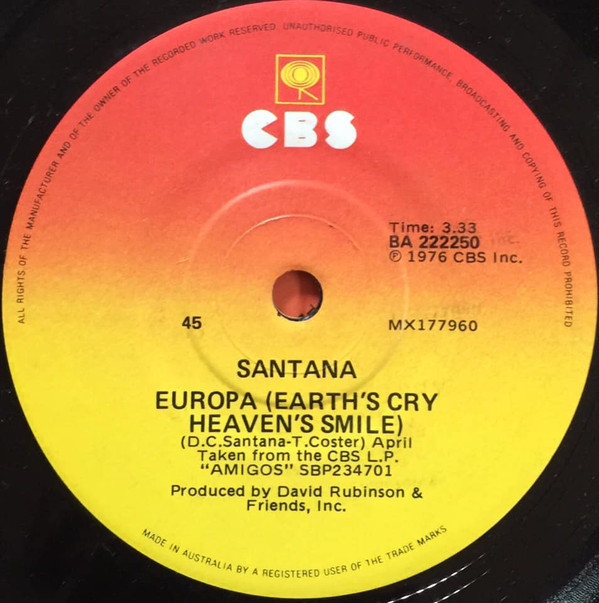 ALL RIGHTS OF THE MANUFACTURER AND OF THE OWNER OF THE RECORDED WORK RESERVED. UNAUTHORISED PUBLIC PERFORMANCE, BROADCASTING AND COPYING OF THIS RECORD PROHIBITED
CBS
Time: 3.33
BA 222250
℗ 1976 CBS Inc.
45
MX177960
SANTANA
EUROPA (EARTH'S CRY
HEAVEN'S SMILE)
(D.C.Santana-T.Coster) April
Taken from the CBS L.P.
"AMIGOS" SBP234701
Produced by David Rubinson &
Friends, Inc.
MADE IN AUSTRALIA BY A REGISTERED USER OF THE TRADE MARKS